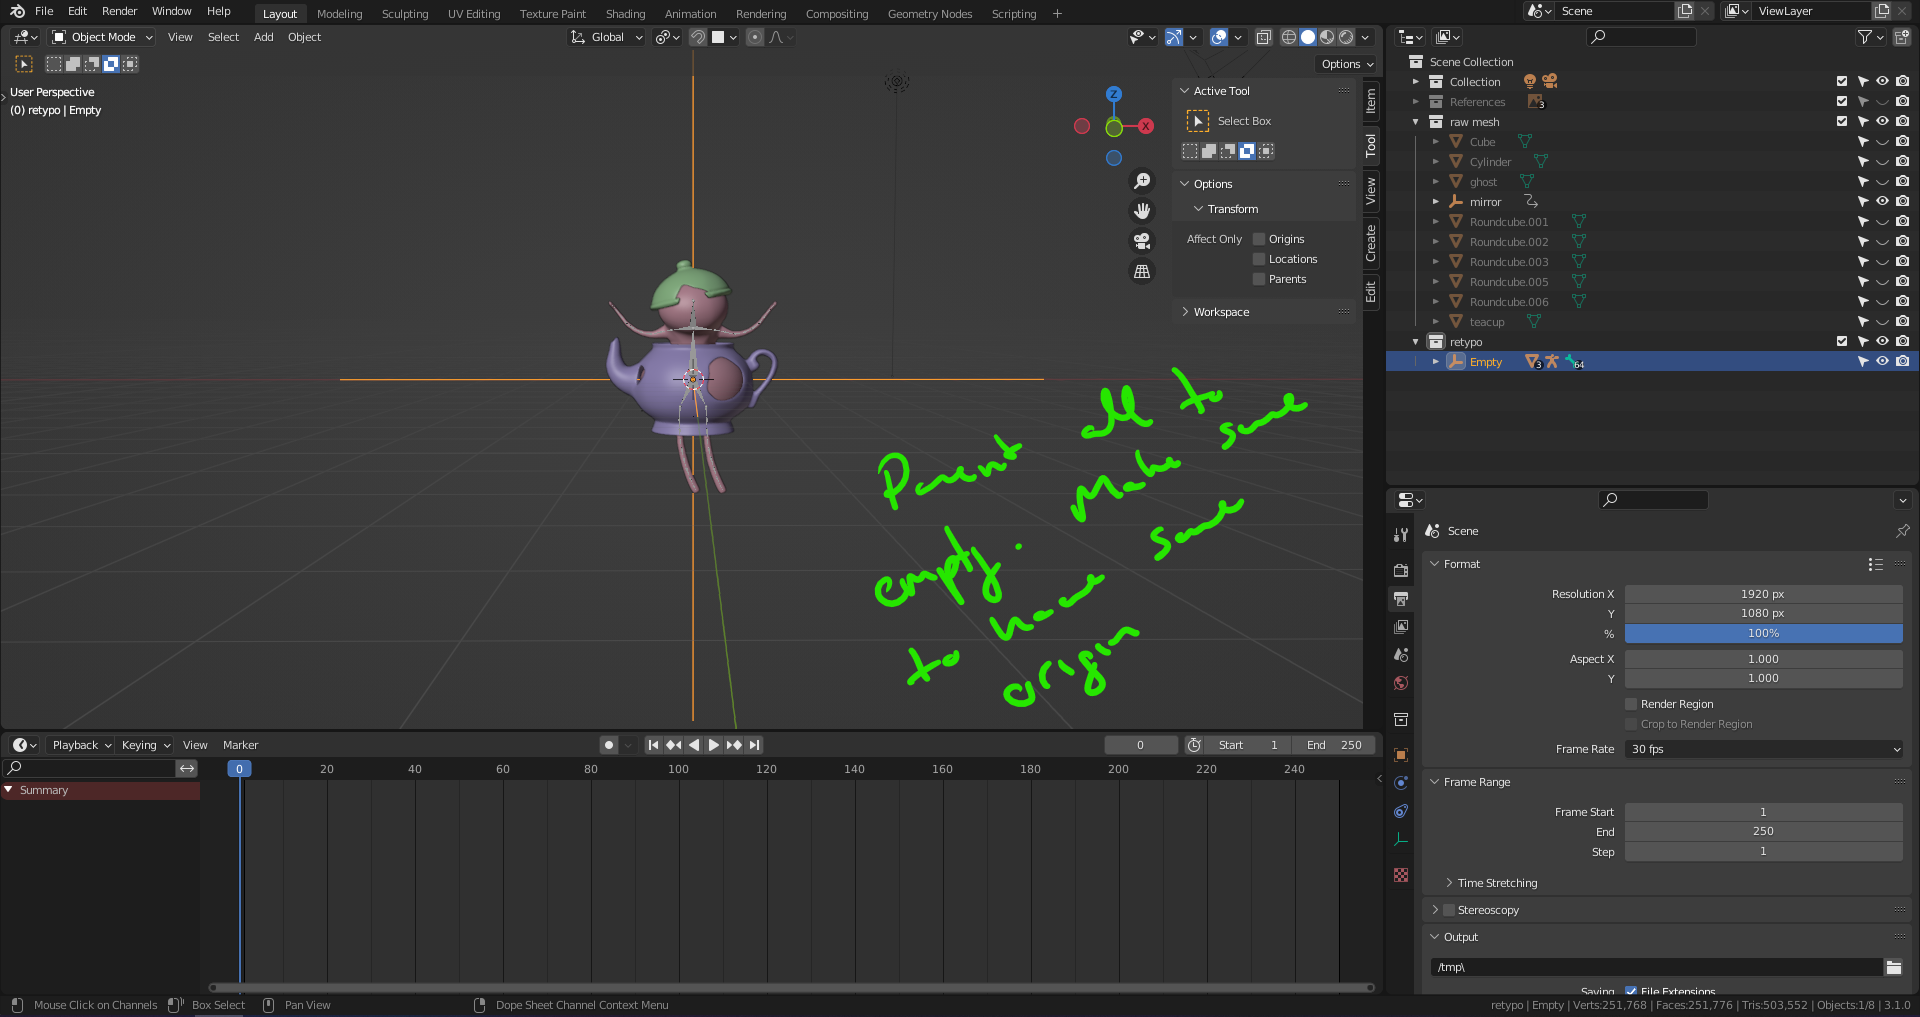 File Edit Render Window Help Layout Modeling Sculpting UV Editing Texture Paint Shading Animation Rendering Compositing Geometry Nodes Scripting + Scene ViewLayer
Object Mode View Select Add Object Global
Options
User Perspective
(0) retypo | Empty
Z
X
Active Tool
Select Box
Options
Transform
Affect Only Origins
Locations
Parents
Workspace
Item
Tool
View
Create
Edit
Parent all to same
empty. Make sure
to have same
origin
Scene Collection
Collection
References 3
raw mesh
Cube
Cylinder
ghost
mirror
Roundcube.001
Roundcube.002
Roundcube.003
Roundcube.005
Roundcube.006
teacup
retypo
Empty 3 64
Scene
Format
Resolution X 1920 px
Y 1080 px
% 100%
Aspect X 1.000
Y 1.000
Render Region
Crop to Render Region
Frame Rate 30 fps
Frame Range
Frame Start 1
End 250
Step 1
Time Stretching
Stereoscopy
Output
/tmp\
Saving File Extensions
Playback Keying View Marker 0 Start 1 End 250
0 20 40 60 80 100 120 140 160 180 200 220 240
Summary
Mouse Click on Channels Box Select Pan View Dope Sheet Channel Context Menu retypo | Empty | Verts:251,768 | Faces:251,776 | Tris:503,552 | Objects:1/8 | 3.1.0